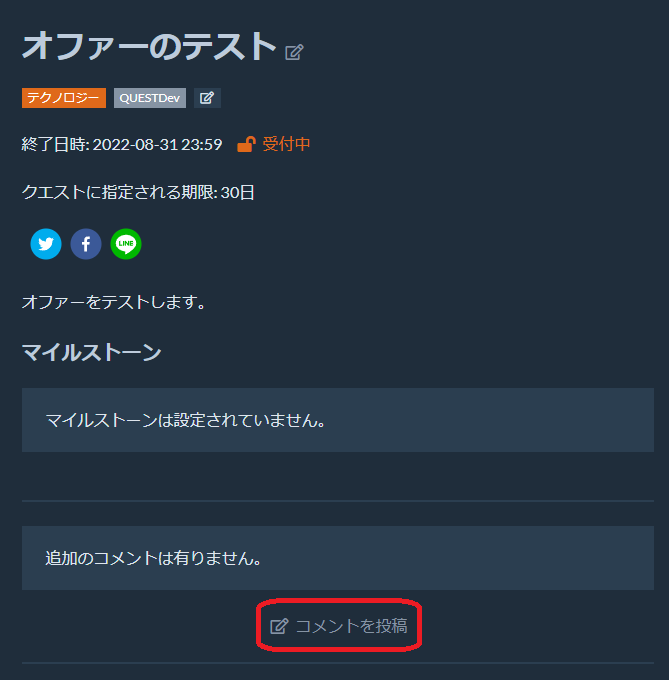 オファーのテスト
テクノロジー QUESTDev
終了日時: 2022-08-31 23:59 受付中
クエストに指定される期限: 30日
LINE
オファーをテストします。
マイルストーン
マイルストーンは設定されていません。
追加のコメントは有りません。
コメントを投稿